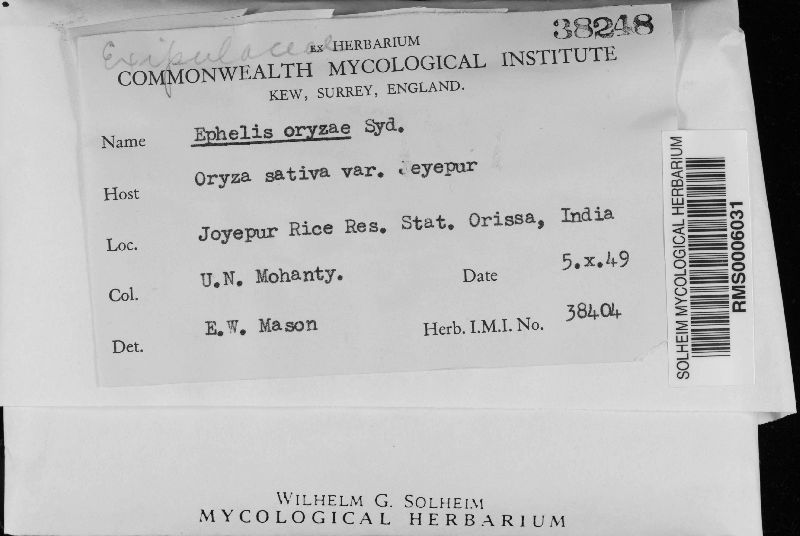 38248
Excipulaceae
EX HERBARIUM
COMMONWEALTH MYCOLOGICAL INSTITUTE
KEW, SURREY, ENGLAND.
Name Ephelis oryzae Syd.
Host Oryza sativa var. eyepur
Loc. Joyepur Rice Res. Stat. Orissa, India
Col. U.N. Mohanty. Date 5.x.49
Det. E.W. Mason Herb. I.M.I. No. 38404
SOLHEIM MYCOLOGICAL HERBARIUM
RMS0006031
WILHELM G. SOLHEIM
MYCOLOGICAL HERBARIUM